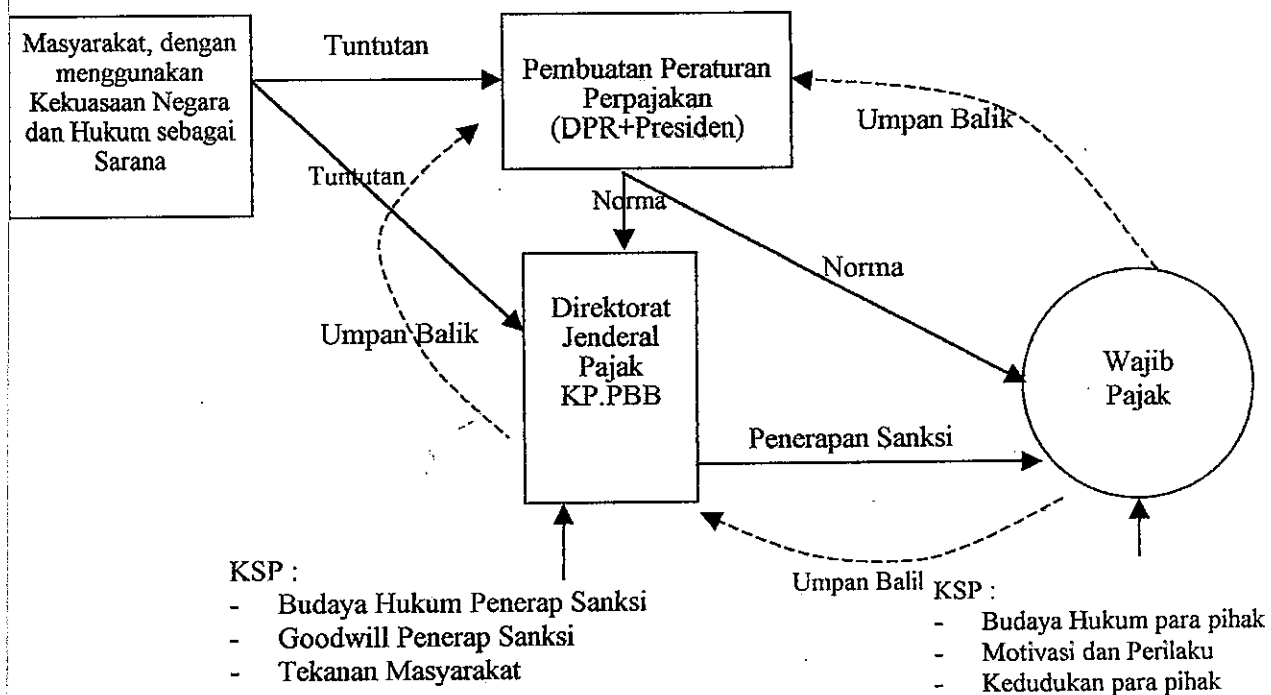 Masyarakat, dengan
menggunakan
Kekuasaan Negara
dan Hukum sebagai
Sarana
Tuntutan
Pembuatan Peraturan
Perpajakan
(DPR+Presiden)
Umpan Balik
Tuntutan
Norma
Norma
Umpan Balik
Direktorat
Jenderal
Pajak
KP.PBB
Wajib
Pajak
Penerapan Sanksi
Umpan Balil
KSP :
- Budaya Hukum Penerap Sanksi
- Goodwill Penerap Sanksi
- Tekanan Masyarakat
KSP :
- Budaya Hukum para pihak
- Motivasi dan Perilaku
- Kedudukan para pihak